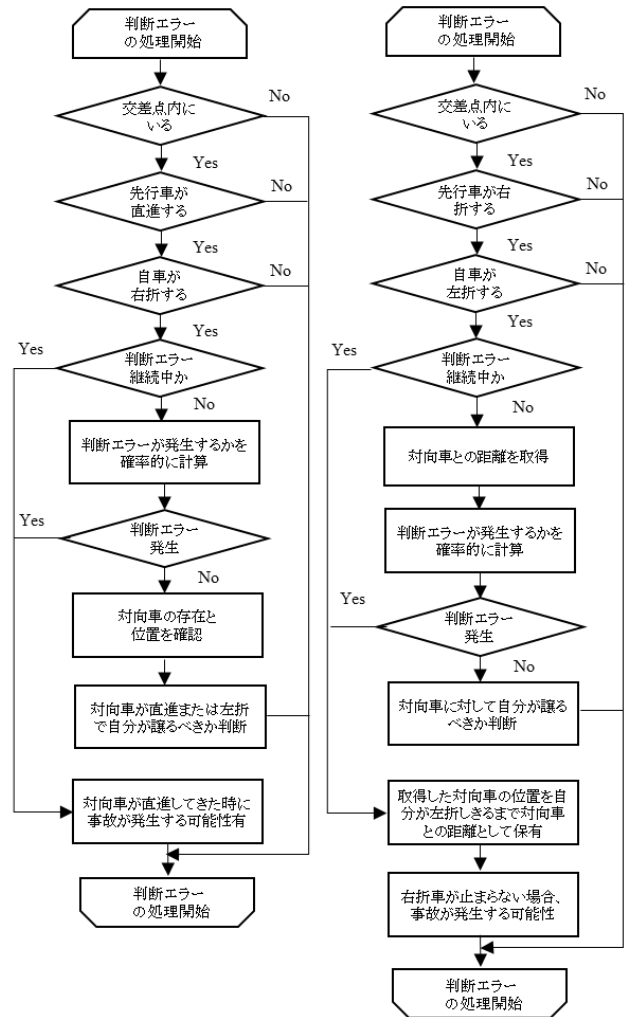 判断エラー
の処理開始
No
交差点内に
いる
Yes
No
先行車が
直進する
Yes
No
自車が
右折する
Yes
Yes
判断エラー
継続中か
No
判断エラーが発生するかを
確率的に計算
Yes
判断エラー
発生
No
対向車の存在と
位置を確認
対向車が直進または左折
で自分が譲るべきか判断
対向車が直進してきた時に
事故が発生する可能性有
判断エラー
の処理開始
判断エラー
の処理開始
No
交差点内に
いる
Yes
No
先行車が右
折する
Yes
No
自車が
左折する
Yes
Yes
判断エラー
継続中か
No
対向車との距離を取得
判断エラーが発生するかを
確率的に計算
Yes
判断エラー
発生
No
対向車に対して自分が譲る
べきか判断
取得した対向車の位置を自
分が左折しきるまで対向車
との距離として保有
右折車が止まらない場合、
事故が発生する可能性
判断エラー
の処理開始